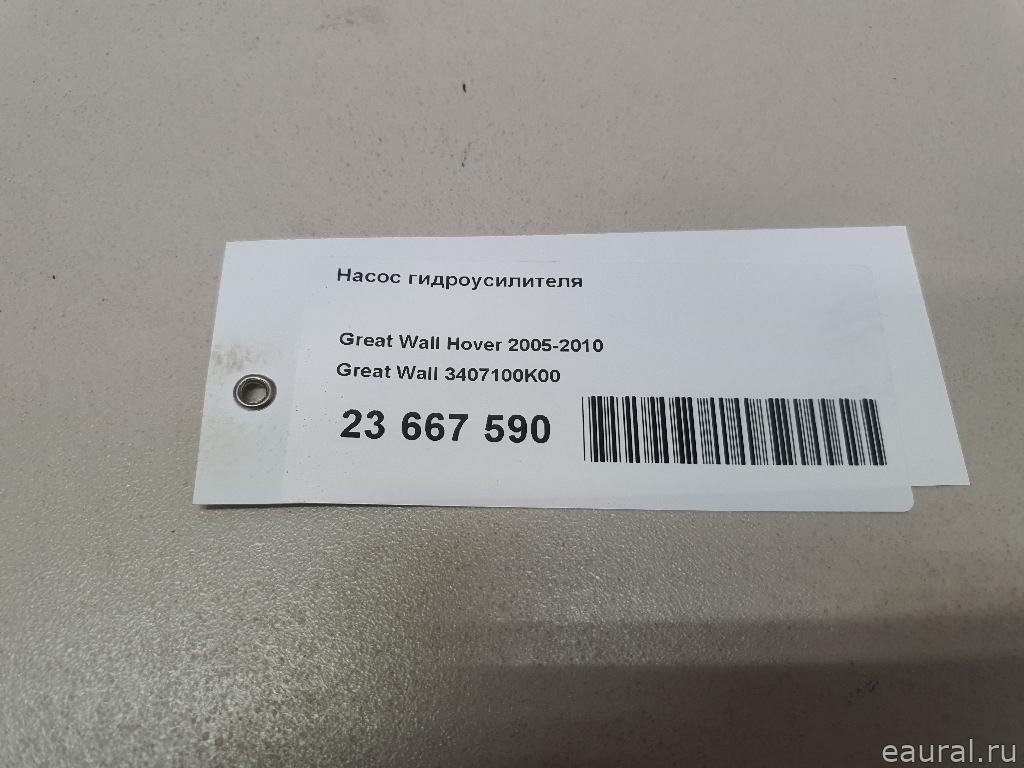 Насос гидроусилителя
Great Wall Hover 2005-2010
Great Wall 3407100K00
23 667 590
eaural.ru